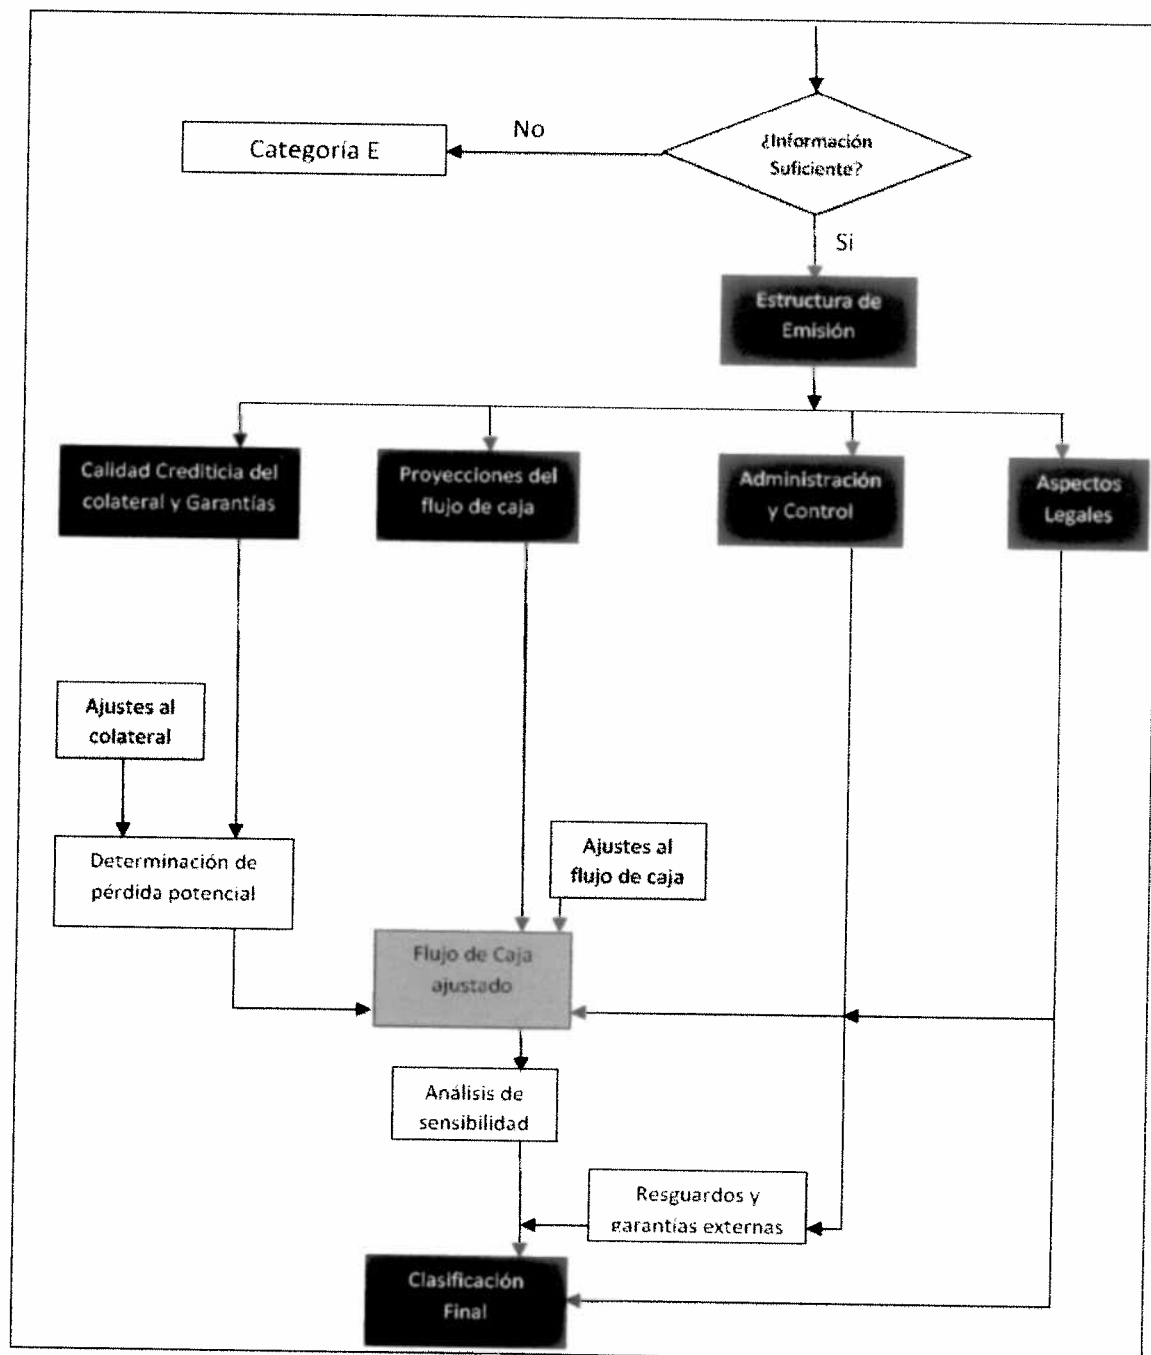 ¿Información
Suficiente?
No
Categoría E
Si
Estructura de
Emisión
Calidad Crediticia del
colateral y Garantías
Proyecciones del
flujo de caja
Administración
y Control
Aspectos
Legales
Ajustes al
colateral
Determinación de
pérdida potencial
Ajustes al
flujo de caja
Flujo de Caja
ajustado
Análisis de
sensibilidad
Resguardos y
garantías externas
Clasificación
Final